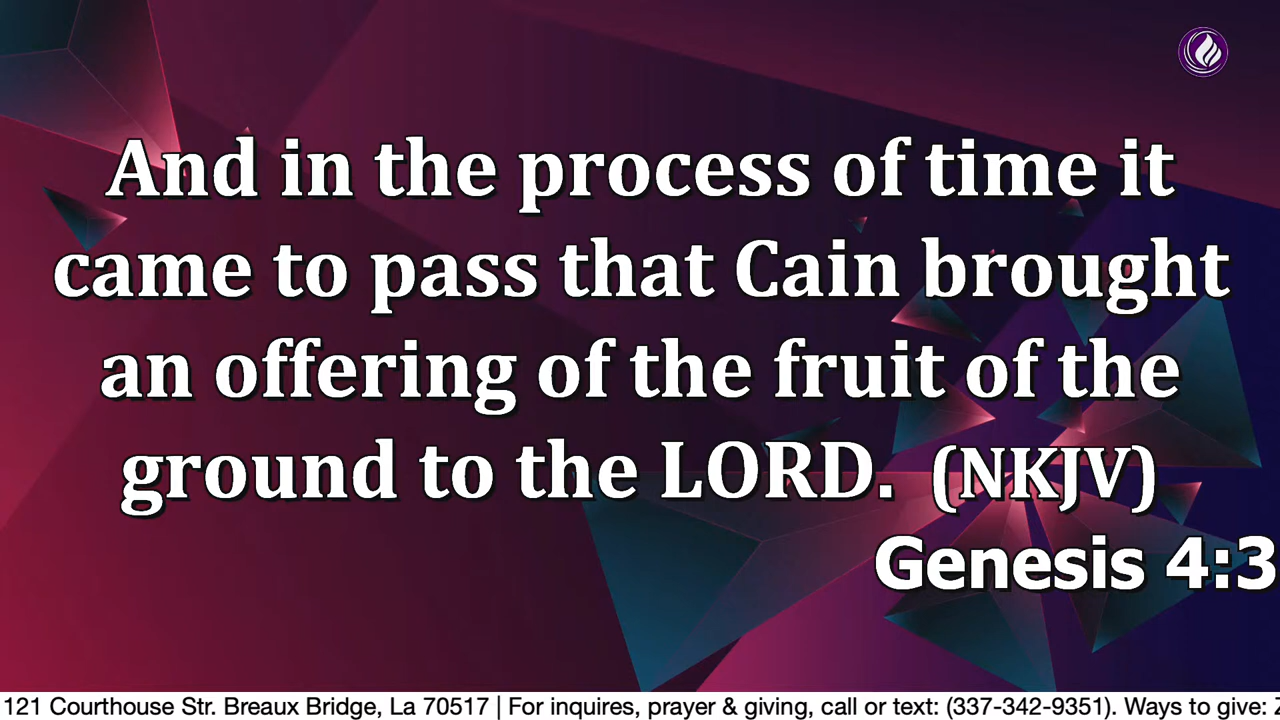 And in the process of time it
came to pass that Cain brought
an offering of the fruit of the
ground to the LORD. (NKJV)
Genesis 4:3
121 Courthouse Str. Breaux Bridge, La 70517 | For inquires, prayer & giving, call or text: (337-342-9351). Ways to give: